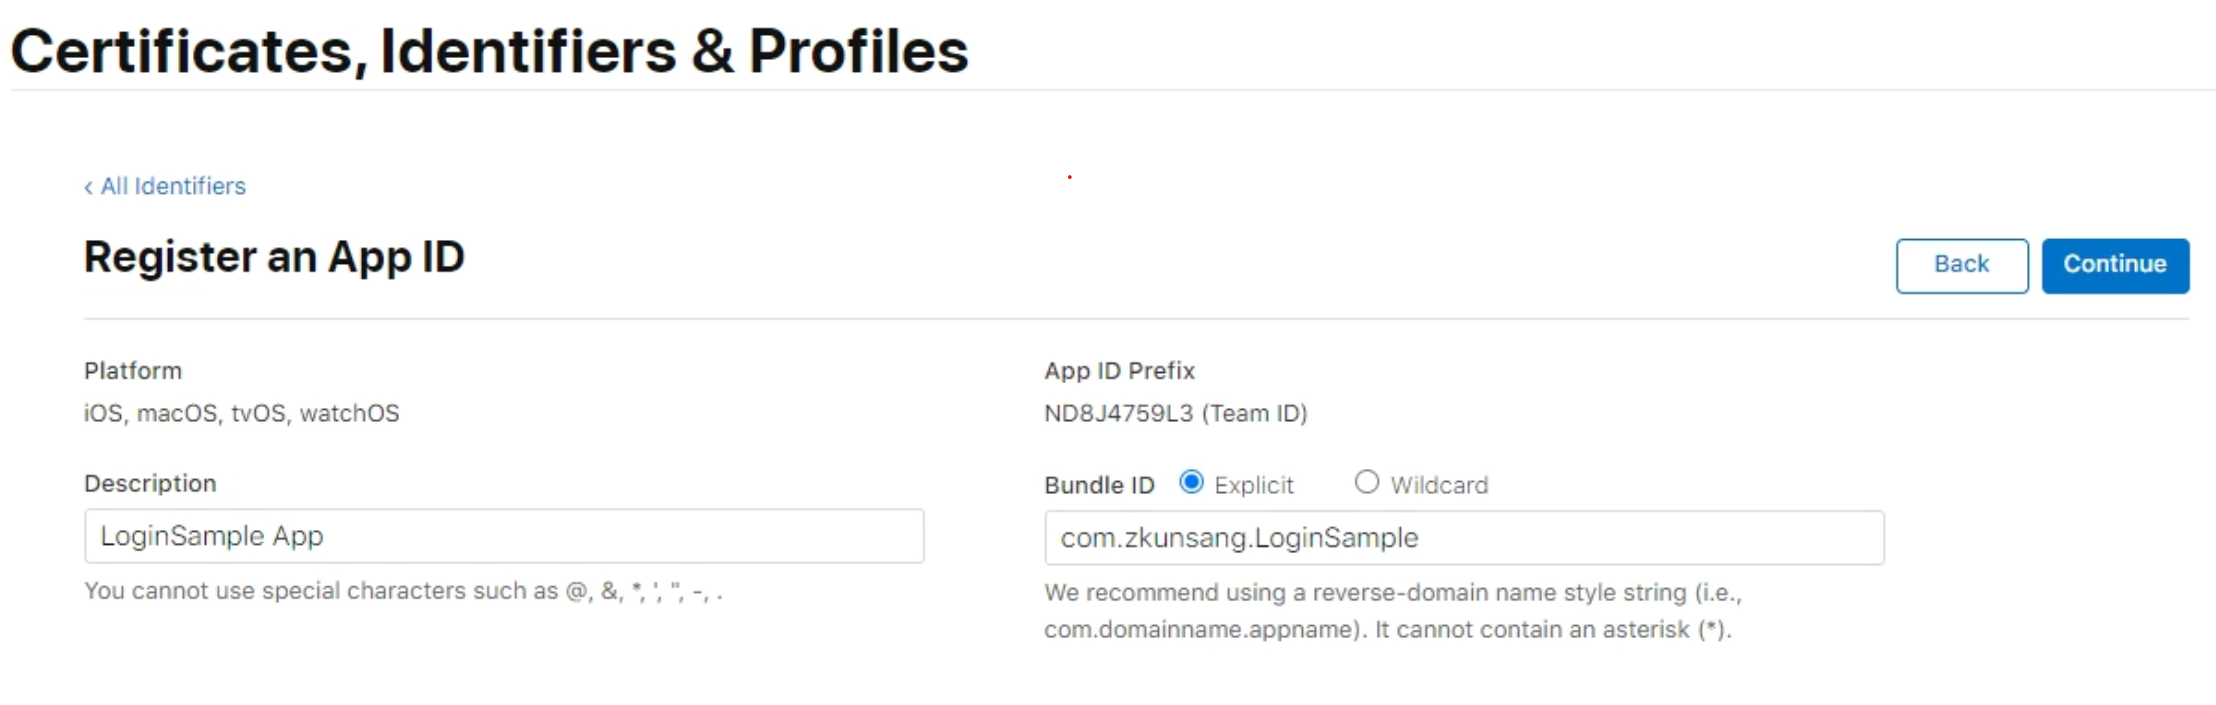 Certificates, Identifiers & Profiles
‹ All Identifiers
Register an App ID
Back
Continue
Platform
iOS, macOS, tvOS, watchOS
App ID Prefix
ND8J4759L3 (Team ID)
Description
LoginSample App
You cannot use special characters such as @, &, *, ', ", -, .
Bundle ID Explicit Wildcard
com.zkunsang.LoginSample
We recommend using a reverse-domain name style string (i.e.,
com.domainname.appname). It cannot contain an asterisk (*).